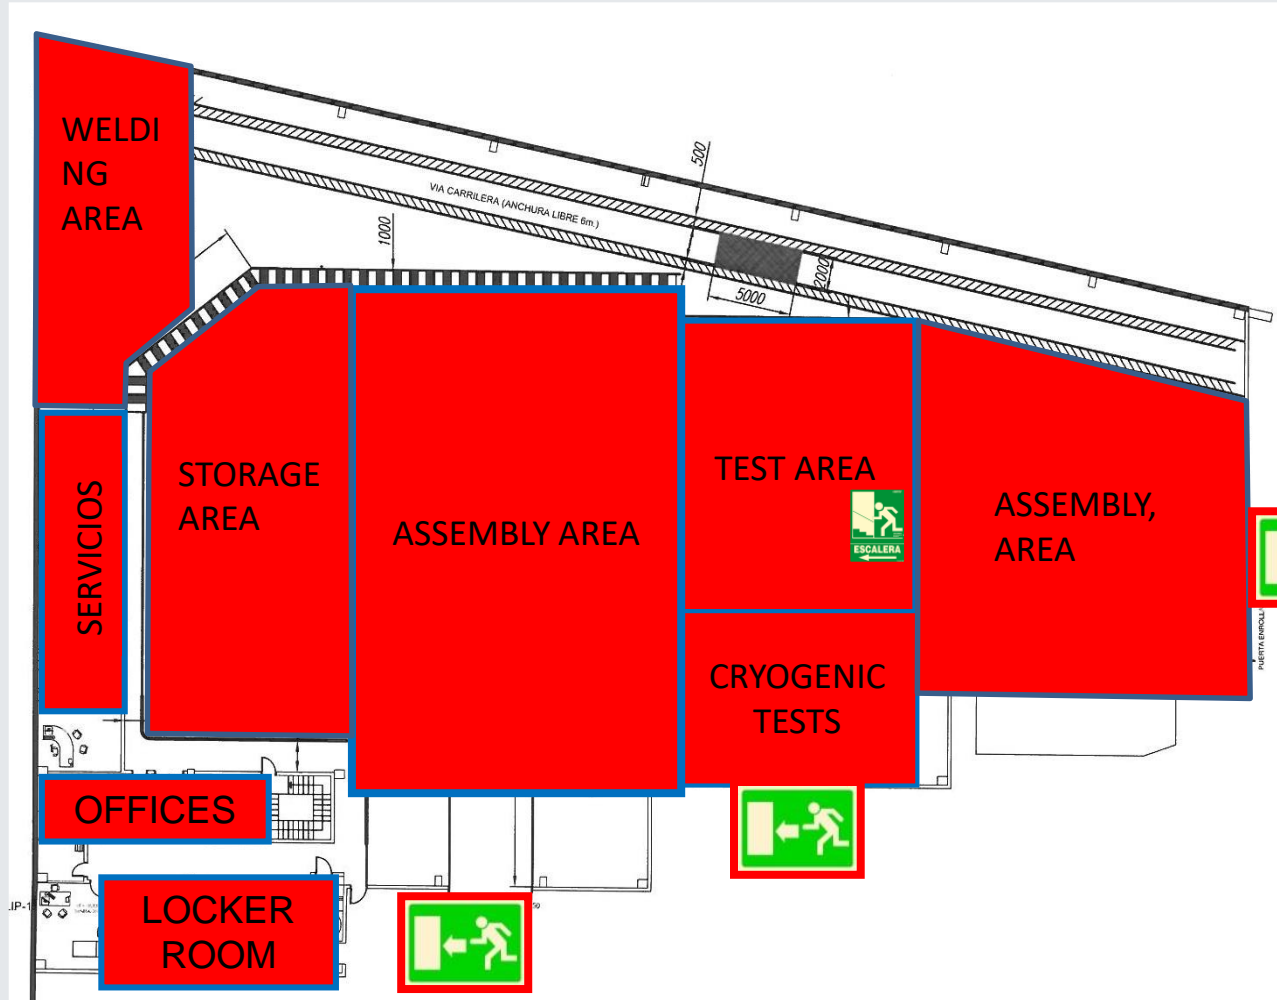 WELDI
NG
AREA
500
VIA CARRILERA (ANCHURA LIBRE 6m.)
1000
2000
5000
STORAGE
AREA
SERVICIOS
ASSEMBLY AREA
TEST AREA
ESCALERA
ASSEMBLY,
AREA
CRYOGENIC
TESTS
PUERTA ENROLL
OFFICES
LOCKER
ROOM
50